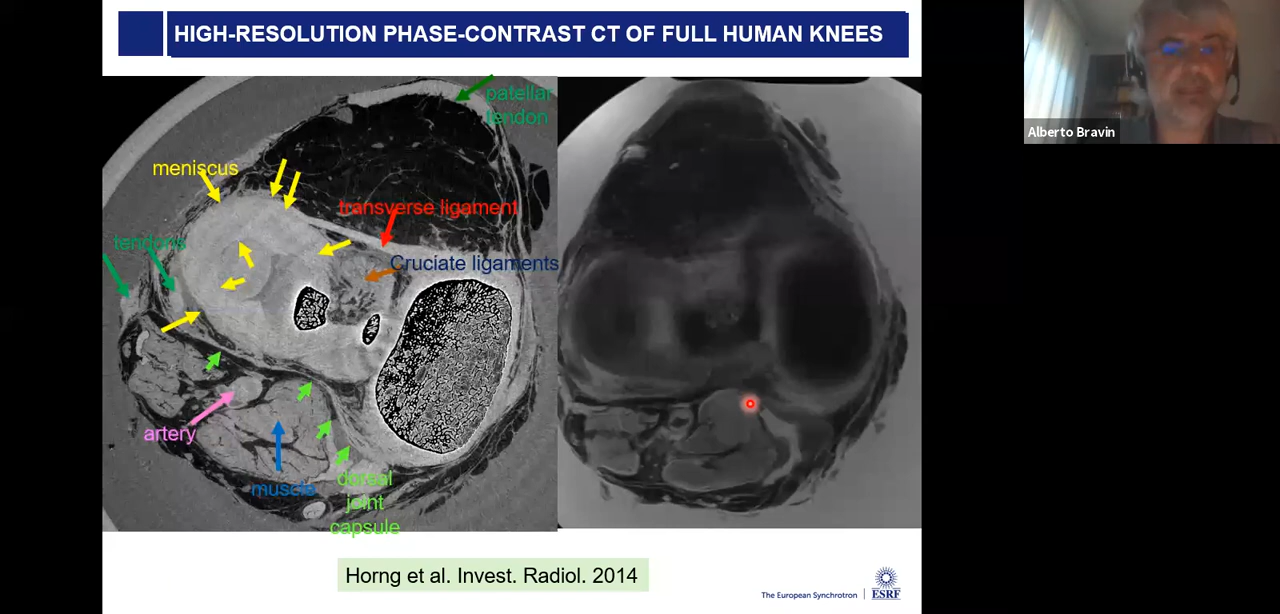 HIGH-RESOLUTION PHASE-CONTRAST CT OF FULL HUMAN KNEES
Alberto Bravin
patellar
tendon
meniscus
transverse ligament
tendons
Cruciate ligaments
artery
muscle
dorsal
joint
capsule
Horng et al. Invest. Radiol. 2014
The European Synchrotron
ESRF